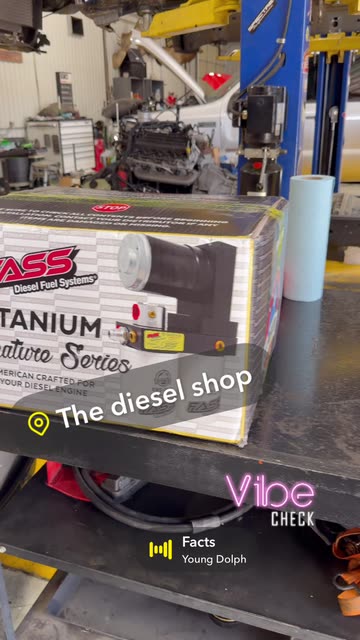 STOP
FASS
Diesel Fuel Systems®
TITANIUM
Signature Series
AMERICAN CRAFTED FOR
YOUR DIESEL ENGINE
The diesel shop
Vibe
CHECK
Facts
Young Dolph